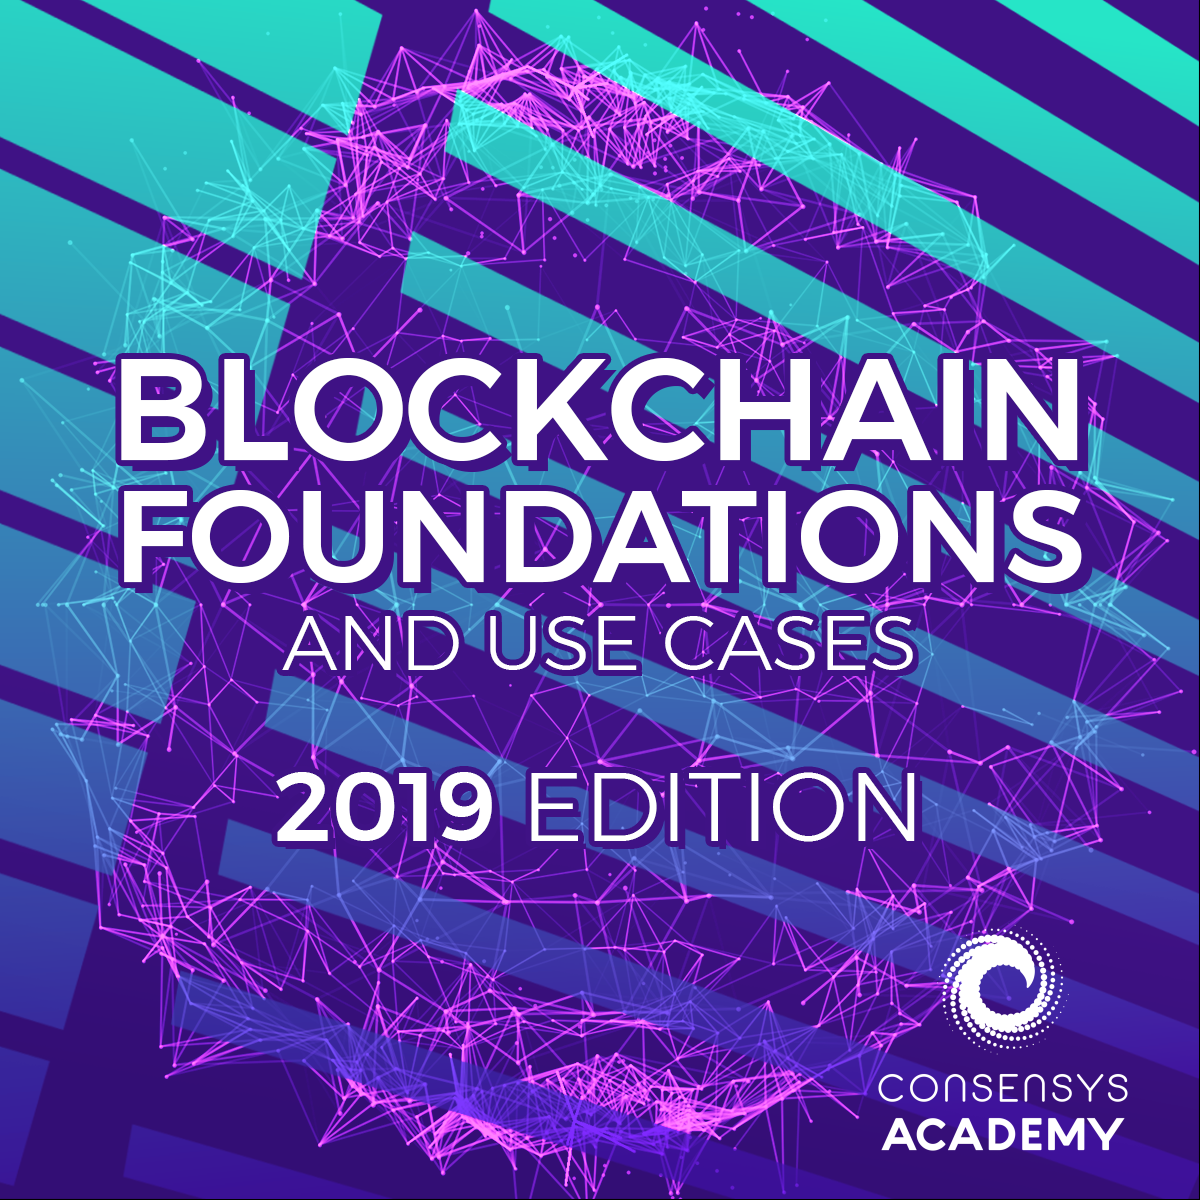 BLOCKCHAIN
FOUNDATIONS
AND USE CASES
2019 EDITION
CONSENSYS
ACADEMY